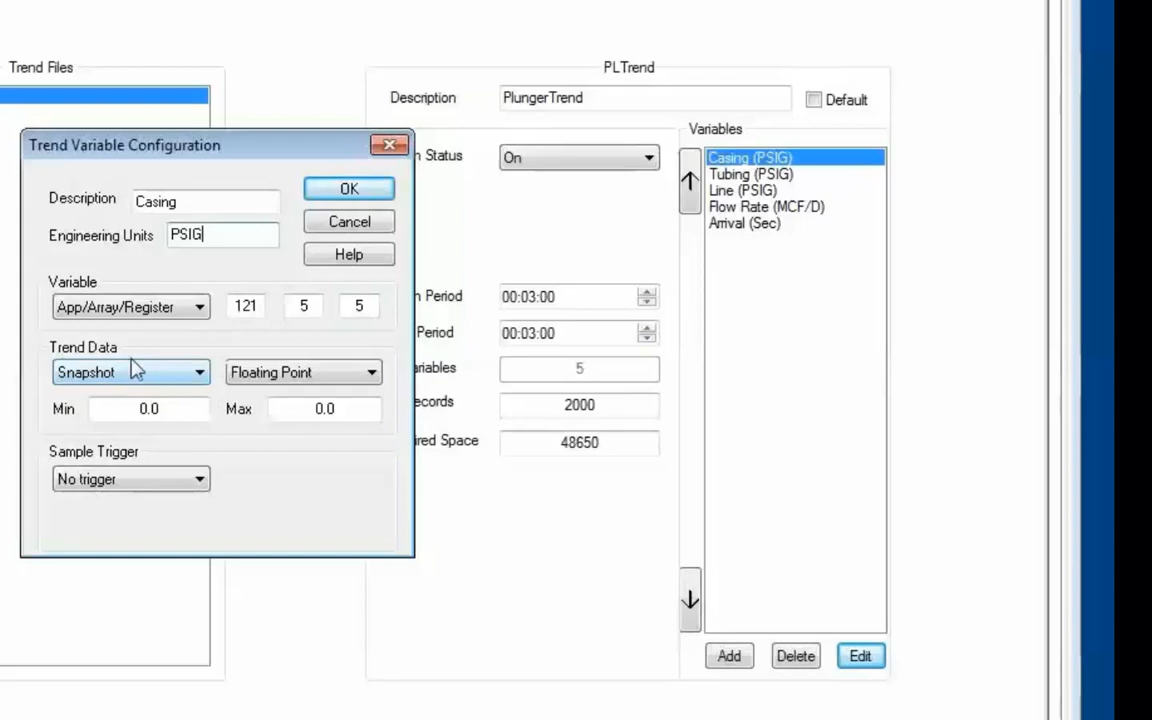 Trend Files
PLTrend
Description
PlungerTrend
Default
Trend Variable Configuration
Description
Casing
OK
Engineering Units
PSIG
Cancel
Help
Variable
App/Array/Register
121
5
5
Trend Data
Snapshot
Floating Point
Min
0.0
Max
0.0
Sample Trigger
No trigger
Status
On
Period
00:03:00
Period
00:03:00
5
2000
Space
48650
Variables
Casing (PSIG)
Tubing (PSIG)
Line (PSIG)
Flow Rate (MCF/D)
Arrival (Sec)
Add
Delete
Edit